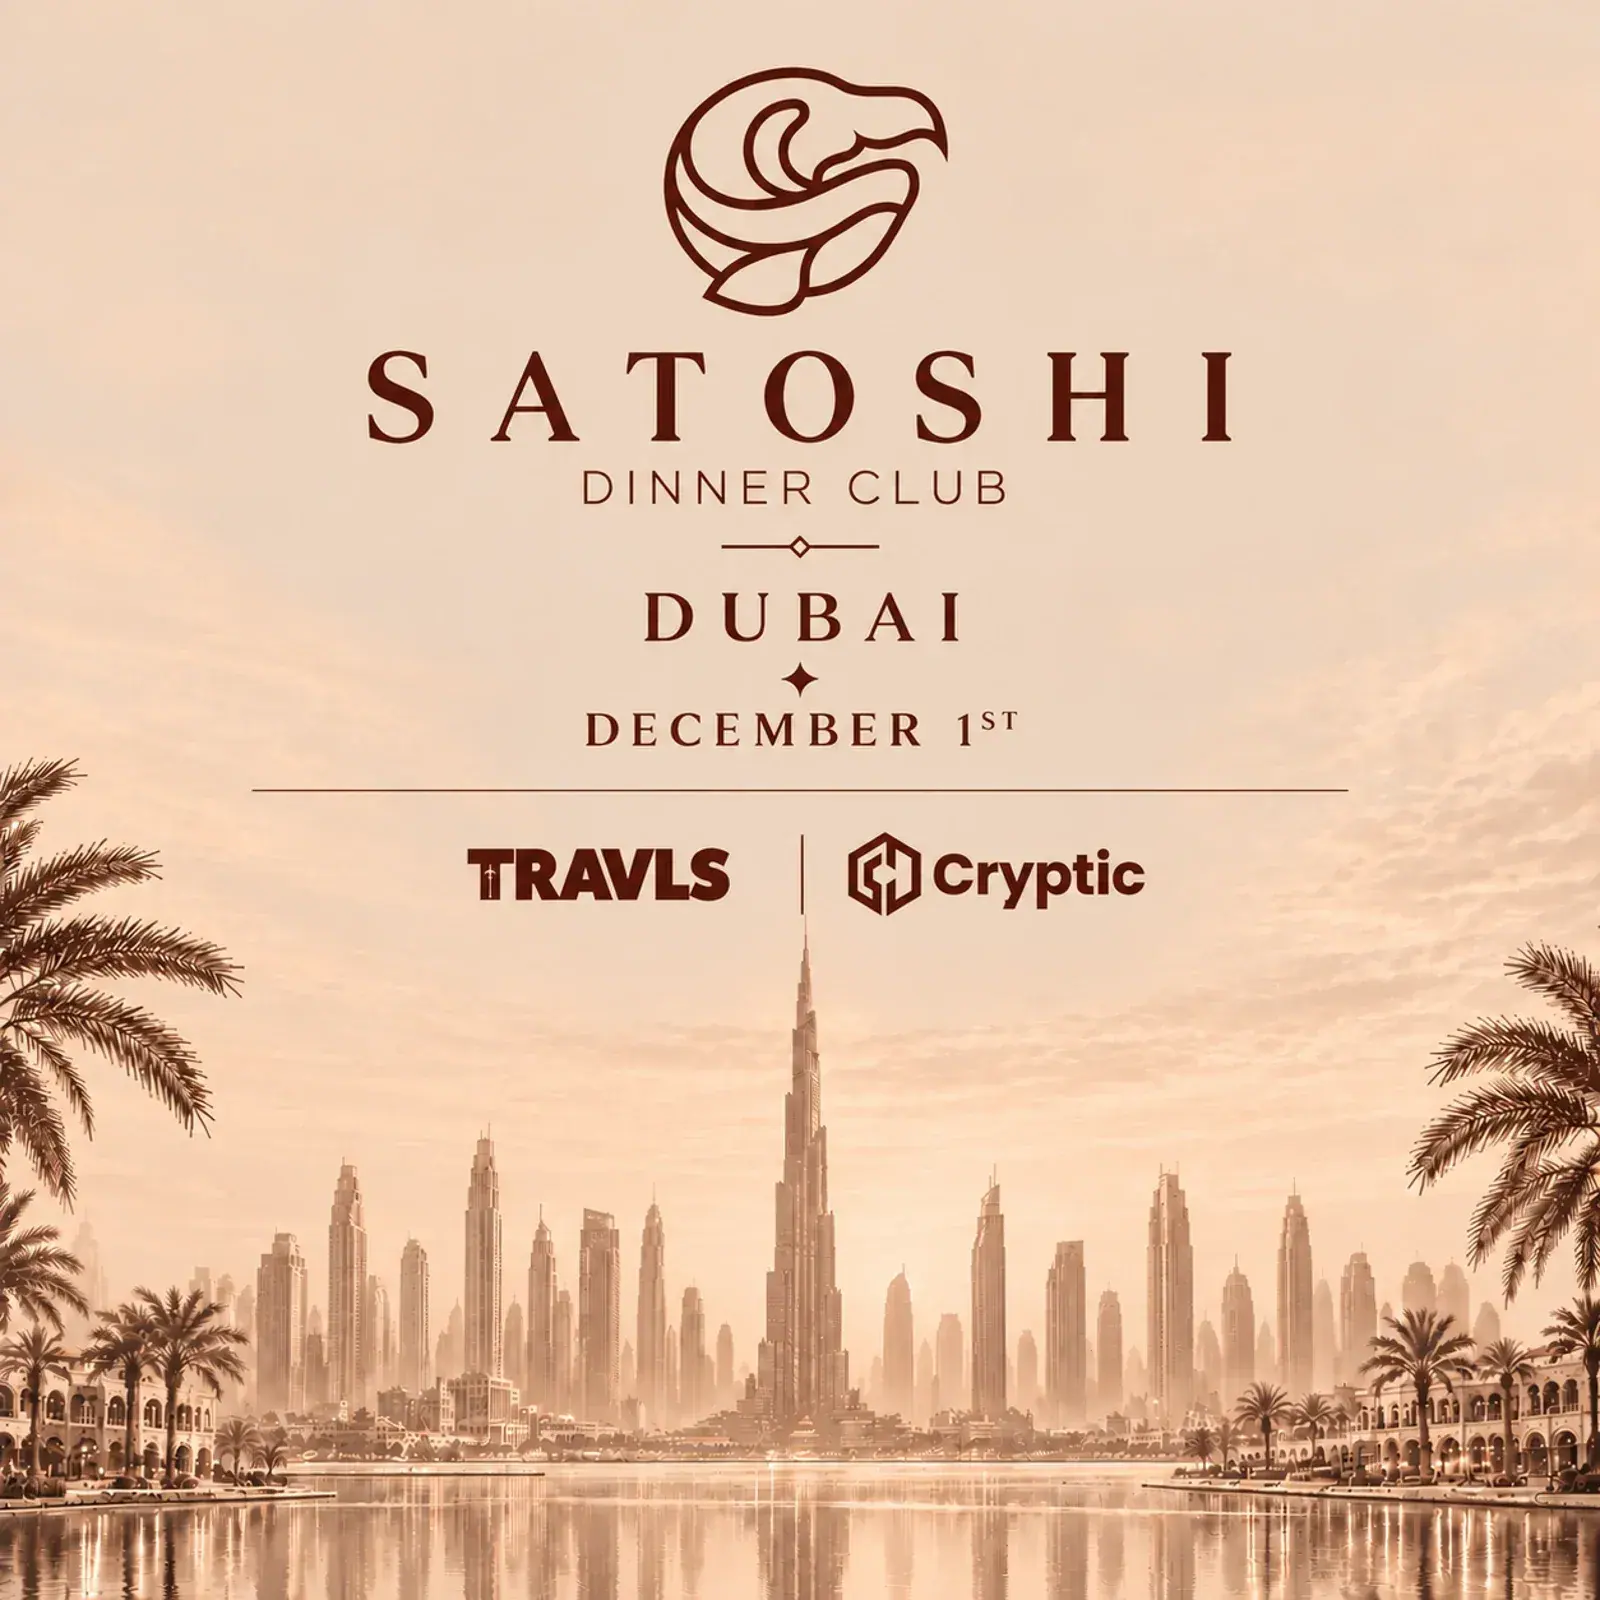 SATOSHI
DINNER CLUB
DUBAI
DECEMBER 1ST
TRAVLS
Cryptic